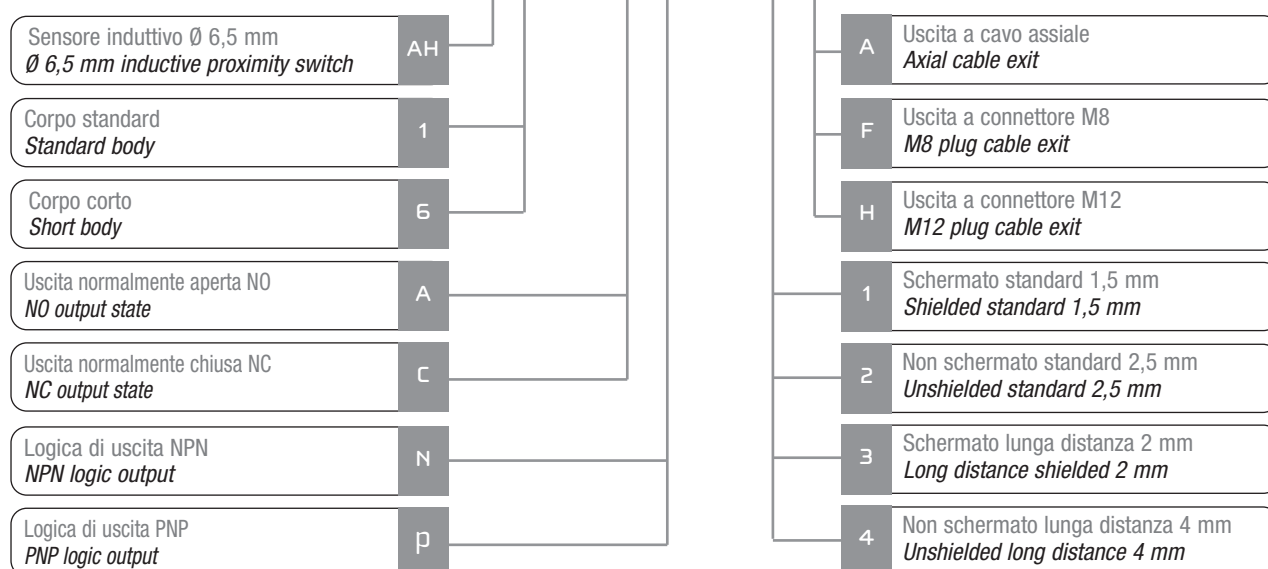 Sensore induttivo Ø 6,5 mm
Ø 6,5 mm inductive proximity switch
AH
Corpo standard
Standard body
1
Corpo corto
Short body
6
Uscita normalmente aperta NO
NO output state
A
Uscita normalmente chiusa NC
NC output state
C
Logica di uscita NPN
NPN logic output
N
Logica di uscita PNP
PNP logic output
p
A
Uscita a cavo assiale
Axial cable exit
F
Uscita a connettore M8
M8 plug cable exit
H
Uscita a connettore M12
M12 plug cable exit
1
Schermato standard 1,5 mm
Shielded standard 1,5 mm
2
Non schermato standard 2,5 mm
Unshielded standard 2,5 mm
3
Schermato lunga distanza 2 mm
Long distance shielded 2 mm
4
Non schermato lunga distanza 4 mm
Unshielded long distance 4 mm